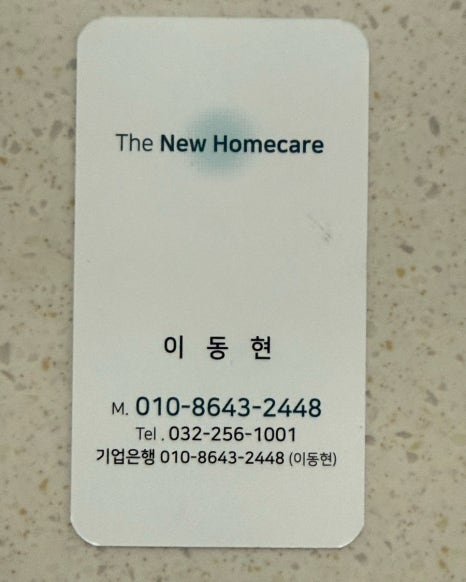 The New Homecare
이 동 현
M. 010-8643-2448
Tel . 032-256-1001
기업은행 010-8643-2448 (이동현)